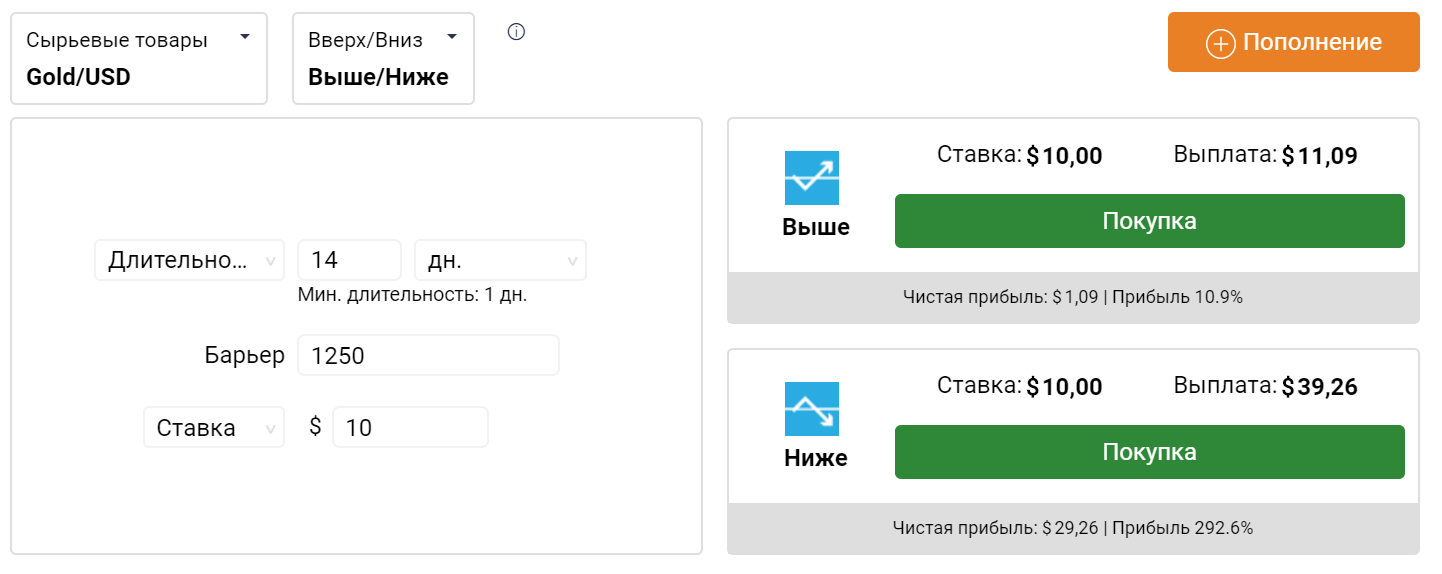 Сырьевые товары
Gold/USD
Вверх/Вниз
Выше/Ниже
Пополнение
Длительно...
14
дн.
Мин. длительность: 1 дн.
Барьер
1250
Ставка
$
10
Выше
Ставка: $10,00
Выплата: $11,09
Покупка
Чистая прибыль: $1,09 | Прибыль 10.9%
Ниже
Ставка: $10,00
Выплата: $39,26
Покупка
Чистая прибыль: $29,26 | Прибыль 292.6%